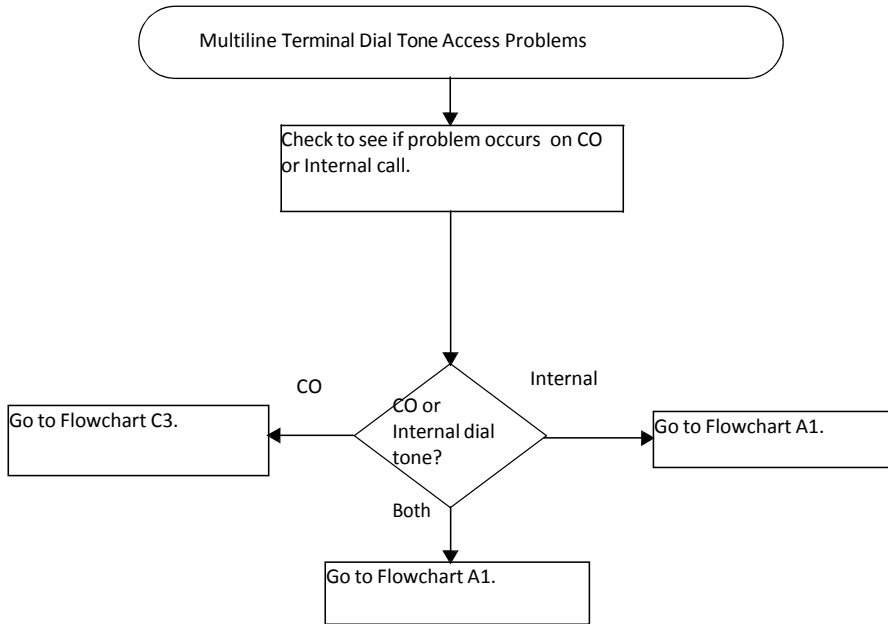 Multiline Terminal Dial Tone Access Problems
Check to see if problem occurs on CO
or Internal call.
CO
Internal
CO or
Internal dial
tone?
Go to Flowchart C3.
Go to Flowchart A1.
Both
Go to Flowchart A1.